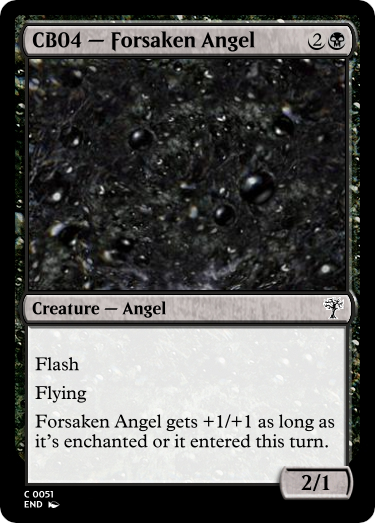 CB04 — Forsaken Angel 2
Creature — Angel
Flash
Flying
Forsaken Angel gets +1/+1 as long as
it's enchanted or it entered this turn.
2/1
C 0051
END